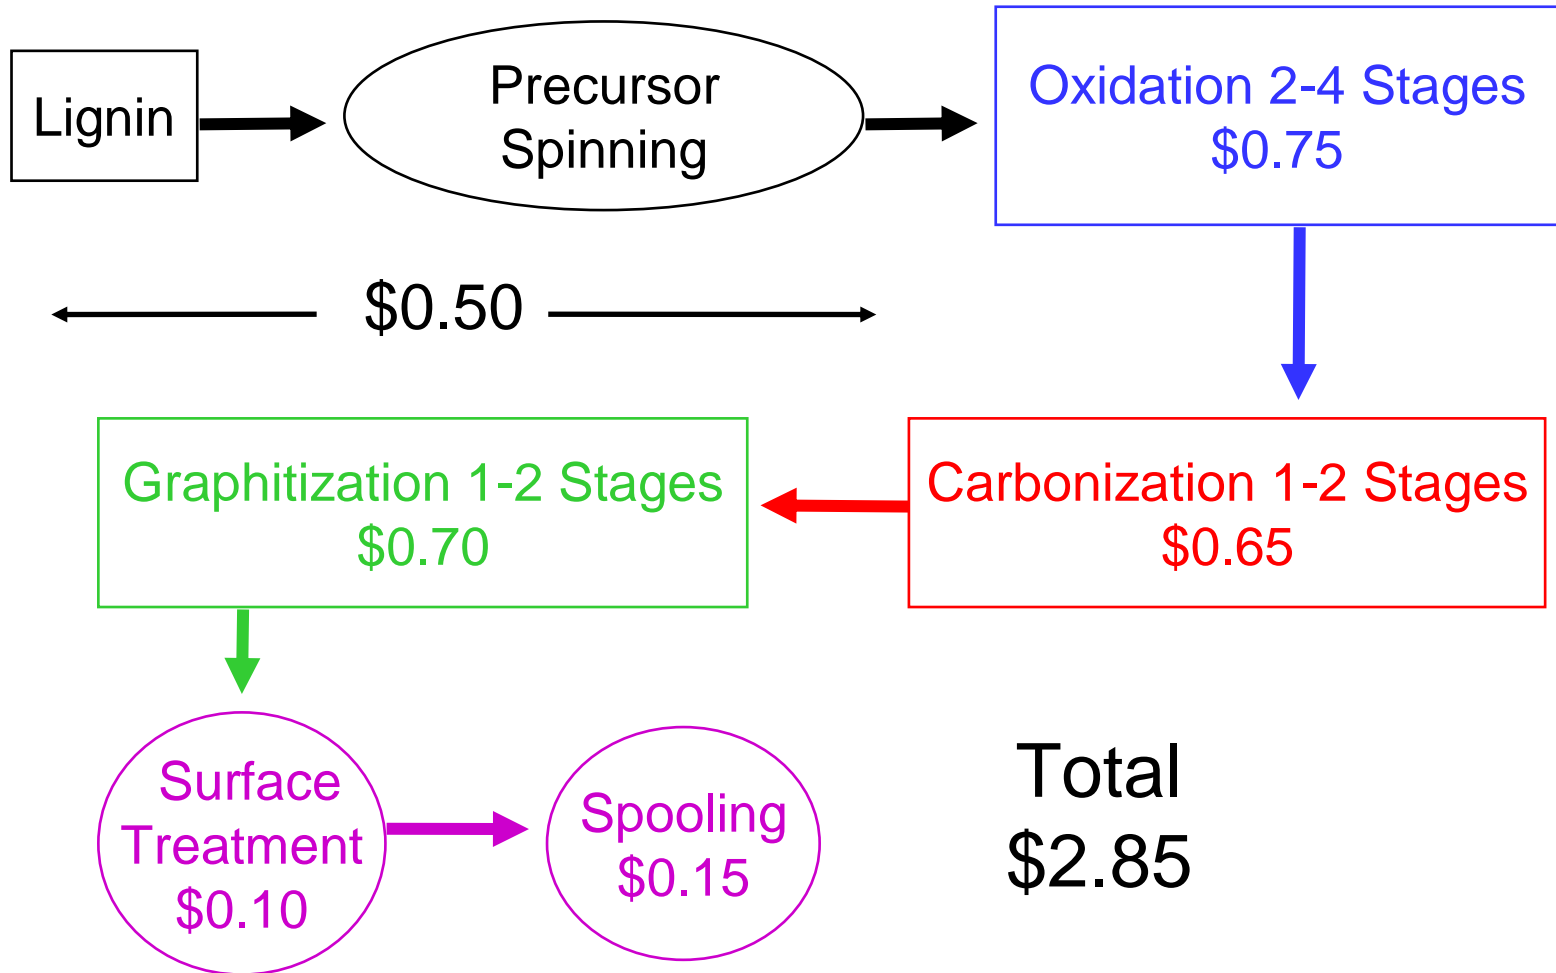 Lignin
Precursor
Spinning
Oxidation 2-4 Stages
$0.75
$0.50
Graphitization 1-2 Stages
$0.70
Carbonization 1-2 Stages
$0.65
Surface
Treatment
$0.10
Spooling
$0.15
Total
$2.85